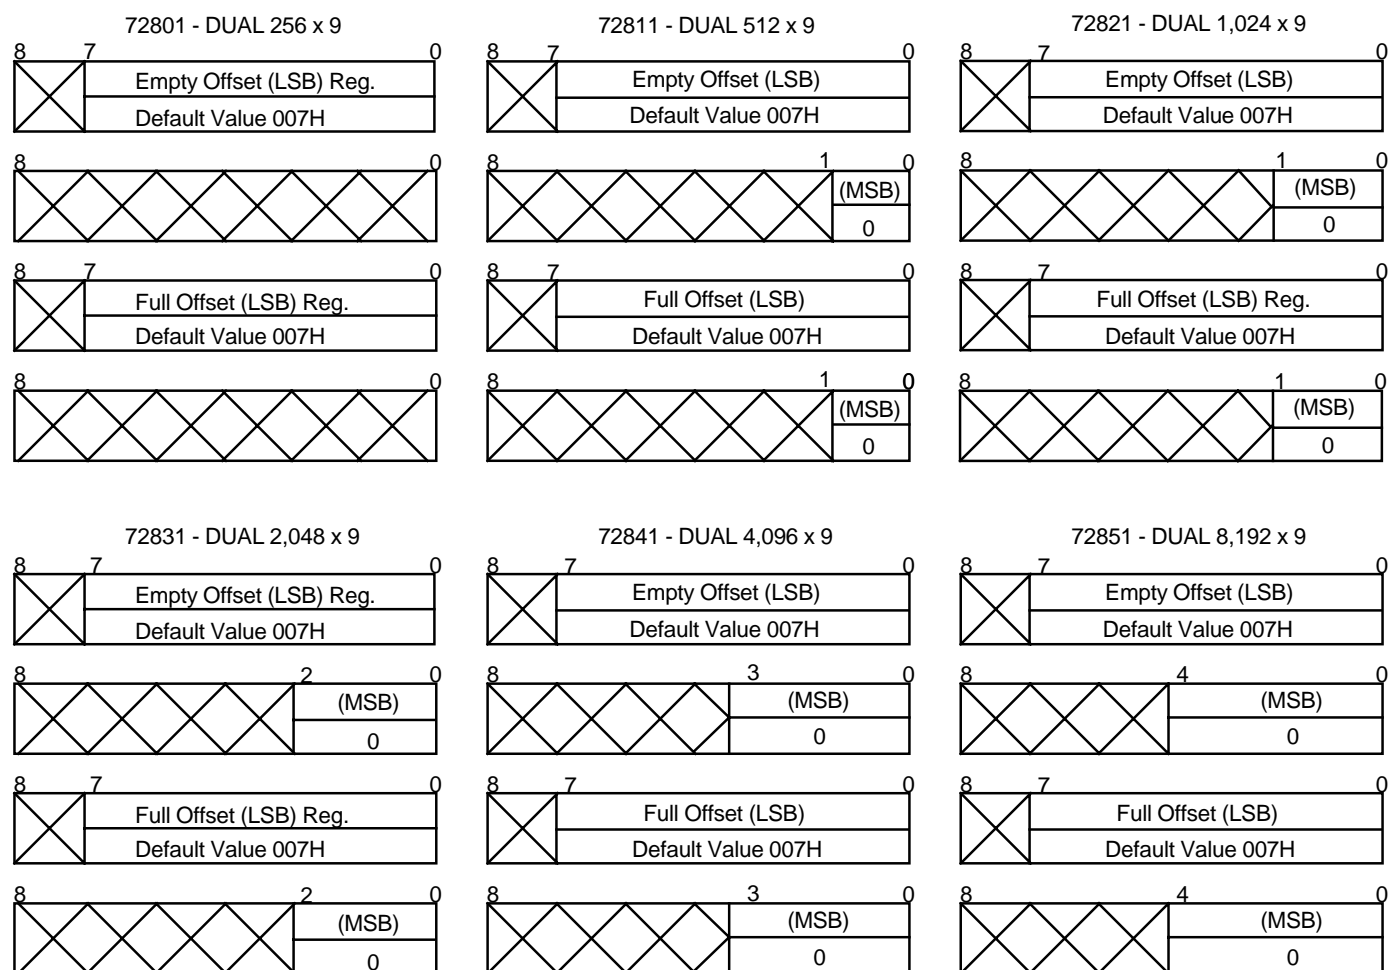 72801 - DUAL 256 x 9
8 7 0
Empty Offset (LSB) Reg.
Default Value 007H
8 0
8 7 0
Full Offset (LSB) Reg.
Default Value 007H
8 0
72811 - DUAL 512 x 9
8 7 0
Empty Offset (LSB)
Default Value 007H
8 1 0
(MSB)
0
8 7 0
Full Offset (LSB)
Default Value 007H
8 1 0
(MSB)
0
72821 - DUAL 1,024 x 9
8 7 0
Empty Offset (LSB)
Default Value 007H
8 1 0
(MSB)
0
8 7 0
Full Offset (LSB) Reg.
Default Value 007H
8 1 0
(MSB)
0
72831 - DUAL 2,048 x 9
8 7 0
Empty Offset (LSB) Reg.
Default Value 007H
8 2 0
(MSB)
0
8 7 0
Full Offset (LSB) Reg.
Default Value 007H
8 2 0
(MSB)
0
72841 - DUAL 4,096 x 9
8 7 0
Empty Offset (LSB)
Default Value 007H
8 3 0
(MSB)
0
8 7 0
Full Offset (LSB)
Default Value 007H
8 3 0
(MSB)
0
72851 - DUAL 8,192 x 9
8 7 0
Empty Offset (LSB)
Default Value 007H
8 4 0
(MSB)
0
8 7 0
Full Offset (LSB)
Default Value 007H
8 4 0
(MSB)
0